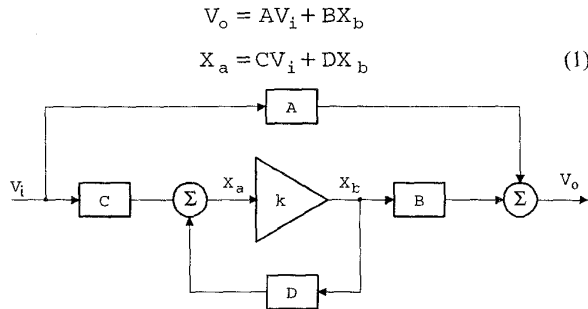 V_o = AV_i + BX_b
X_a = CV_i + DX_b (1)
A
V_i C Σ X_a k X_b B Σ V_o
D